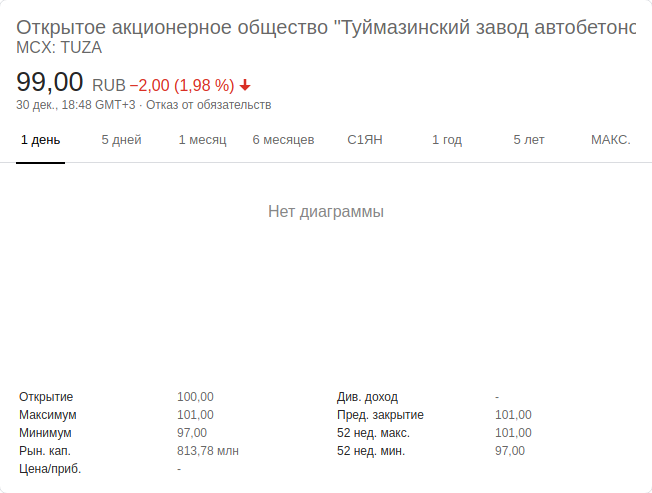 Открытое акционерное общество "Туймазинский завод автобетоно
MCX: TUZA
99,00 RUB −2,00 (1,98 %)
30 дек., 18:48 GMT+3 · Отказ от обязательств
1 день 5 дней 1 месяц 6 месяцев С1ЯН 1 год 5 лет МАКС.
Нет диаграммы
Открытие 100,00 Див. доход -
Максимум 101,00 Пред. закрытие 101,00
Минимум 97,00 52 нед. макс. 101,00
Рын. кап. 813,78 млн 52 нед. мин. 97,00
Цена/приб. -